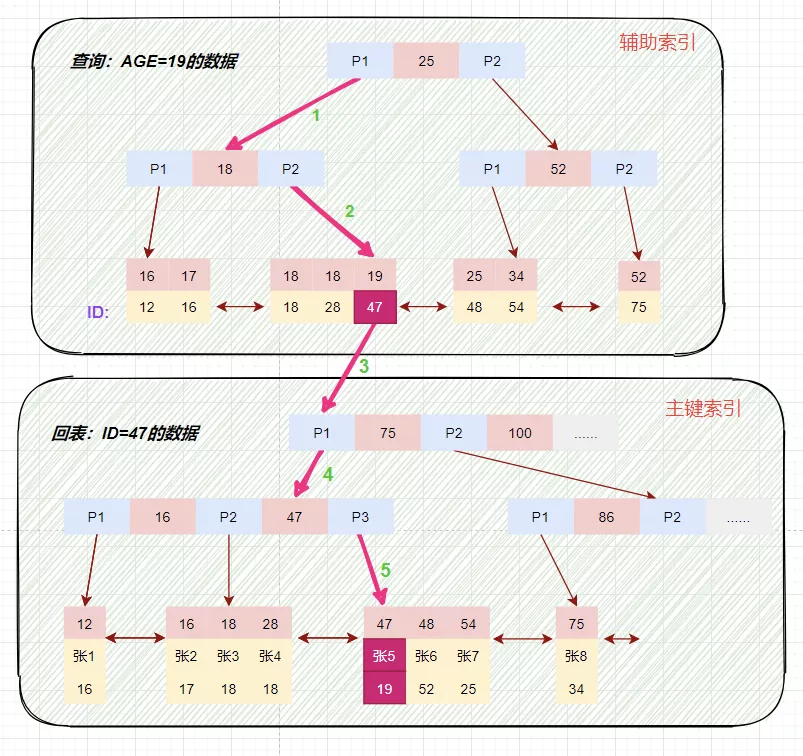 辅助索引
查询：AGE=19的数据
P1 25 P2
1
P1 18 P2
P1 52 P2
2
16 17
18 18 19
25 34
52
ID:
12 16
18 28 47
48 54
75
3
主键索引
回表：ID=47的数据
P1 75 P2 100 ......
4
P1 16 P2 47 P3
P1 86 P2 ......
5
12
16 18 28
47 48 54
75
张1
张2 张3 张4
张5 张6 张7
张8
16
17 18 18
19 52 25
34